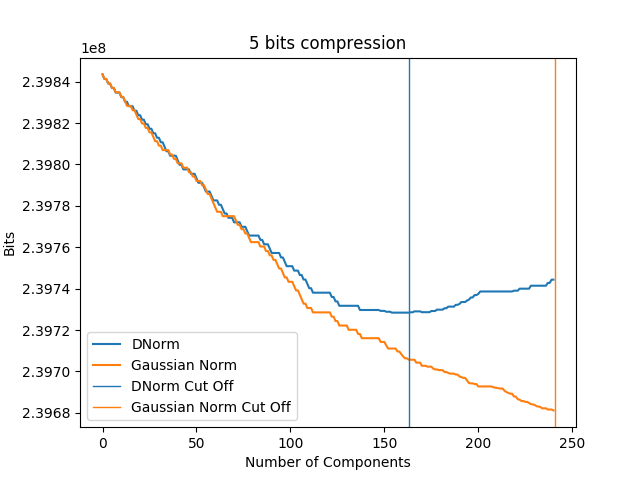 5 bits compression
1e8
2.3984
2.3982
2.3980
2.3978
2.3976
2.3974
2.3972
2.3970
2.3968
Bits
DNorm
Gaussian Norm
DNorm Cut Off
Gaussian Norm Cut Off
0 50 100 150 200 250
Number of Components